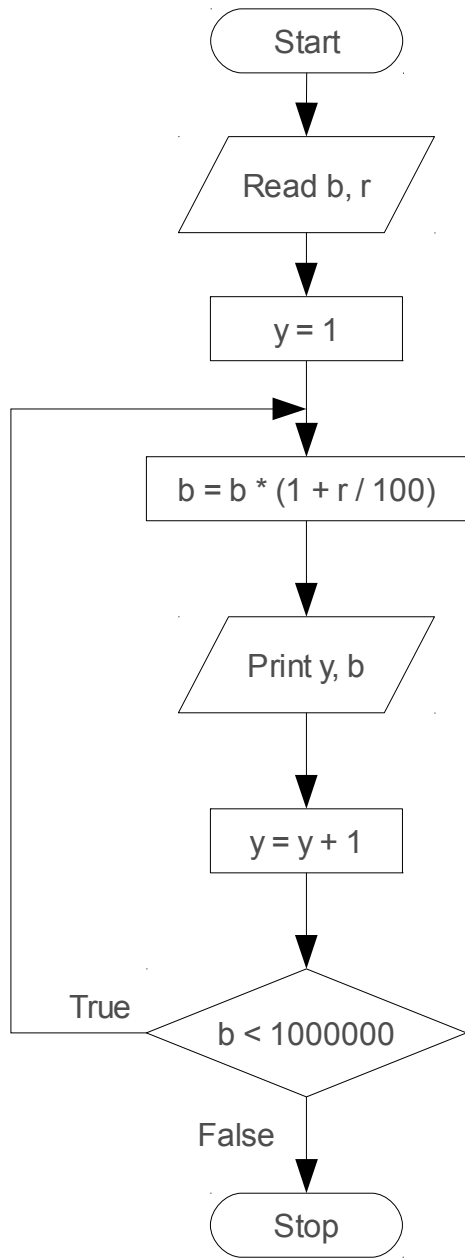 Start
Read b, r
y = 1
b = b * (1 + r / 100)
Print y, b
y = y + 1
True
b < 1000000
False
Stop